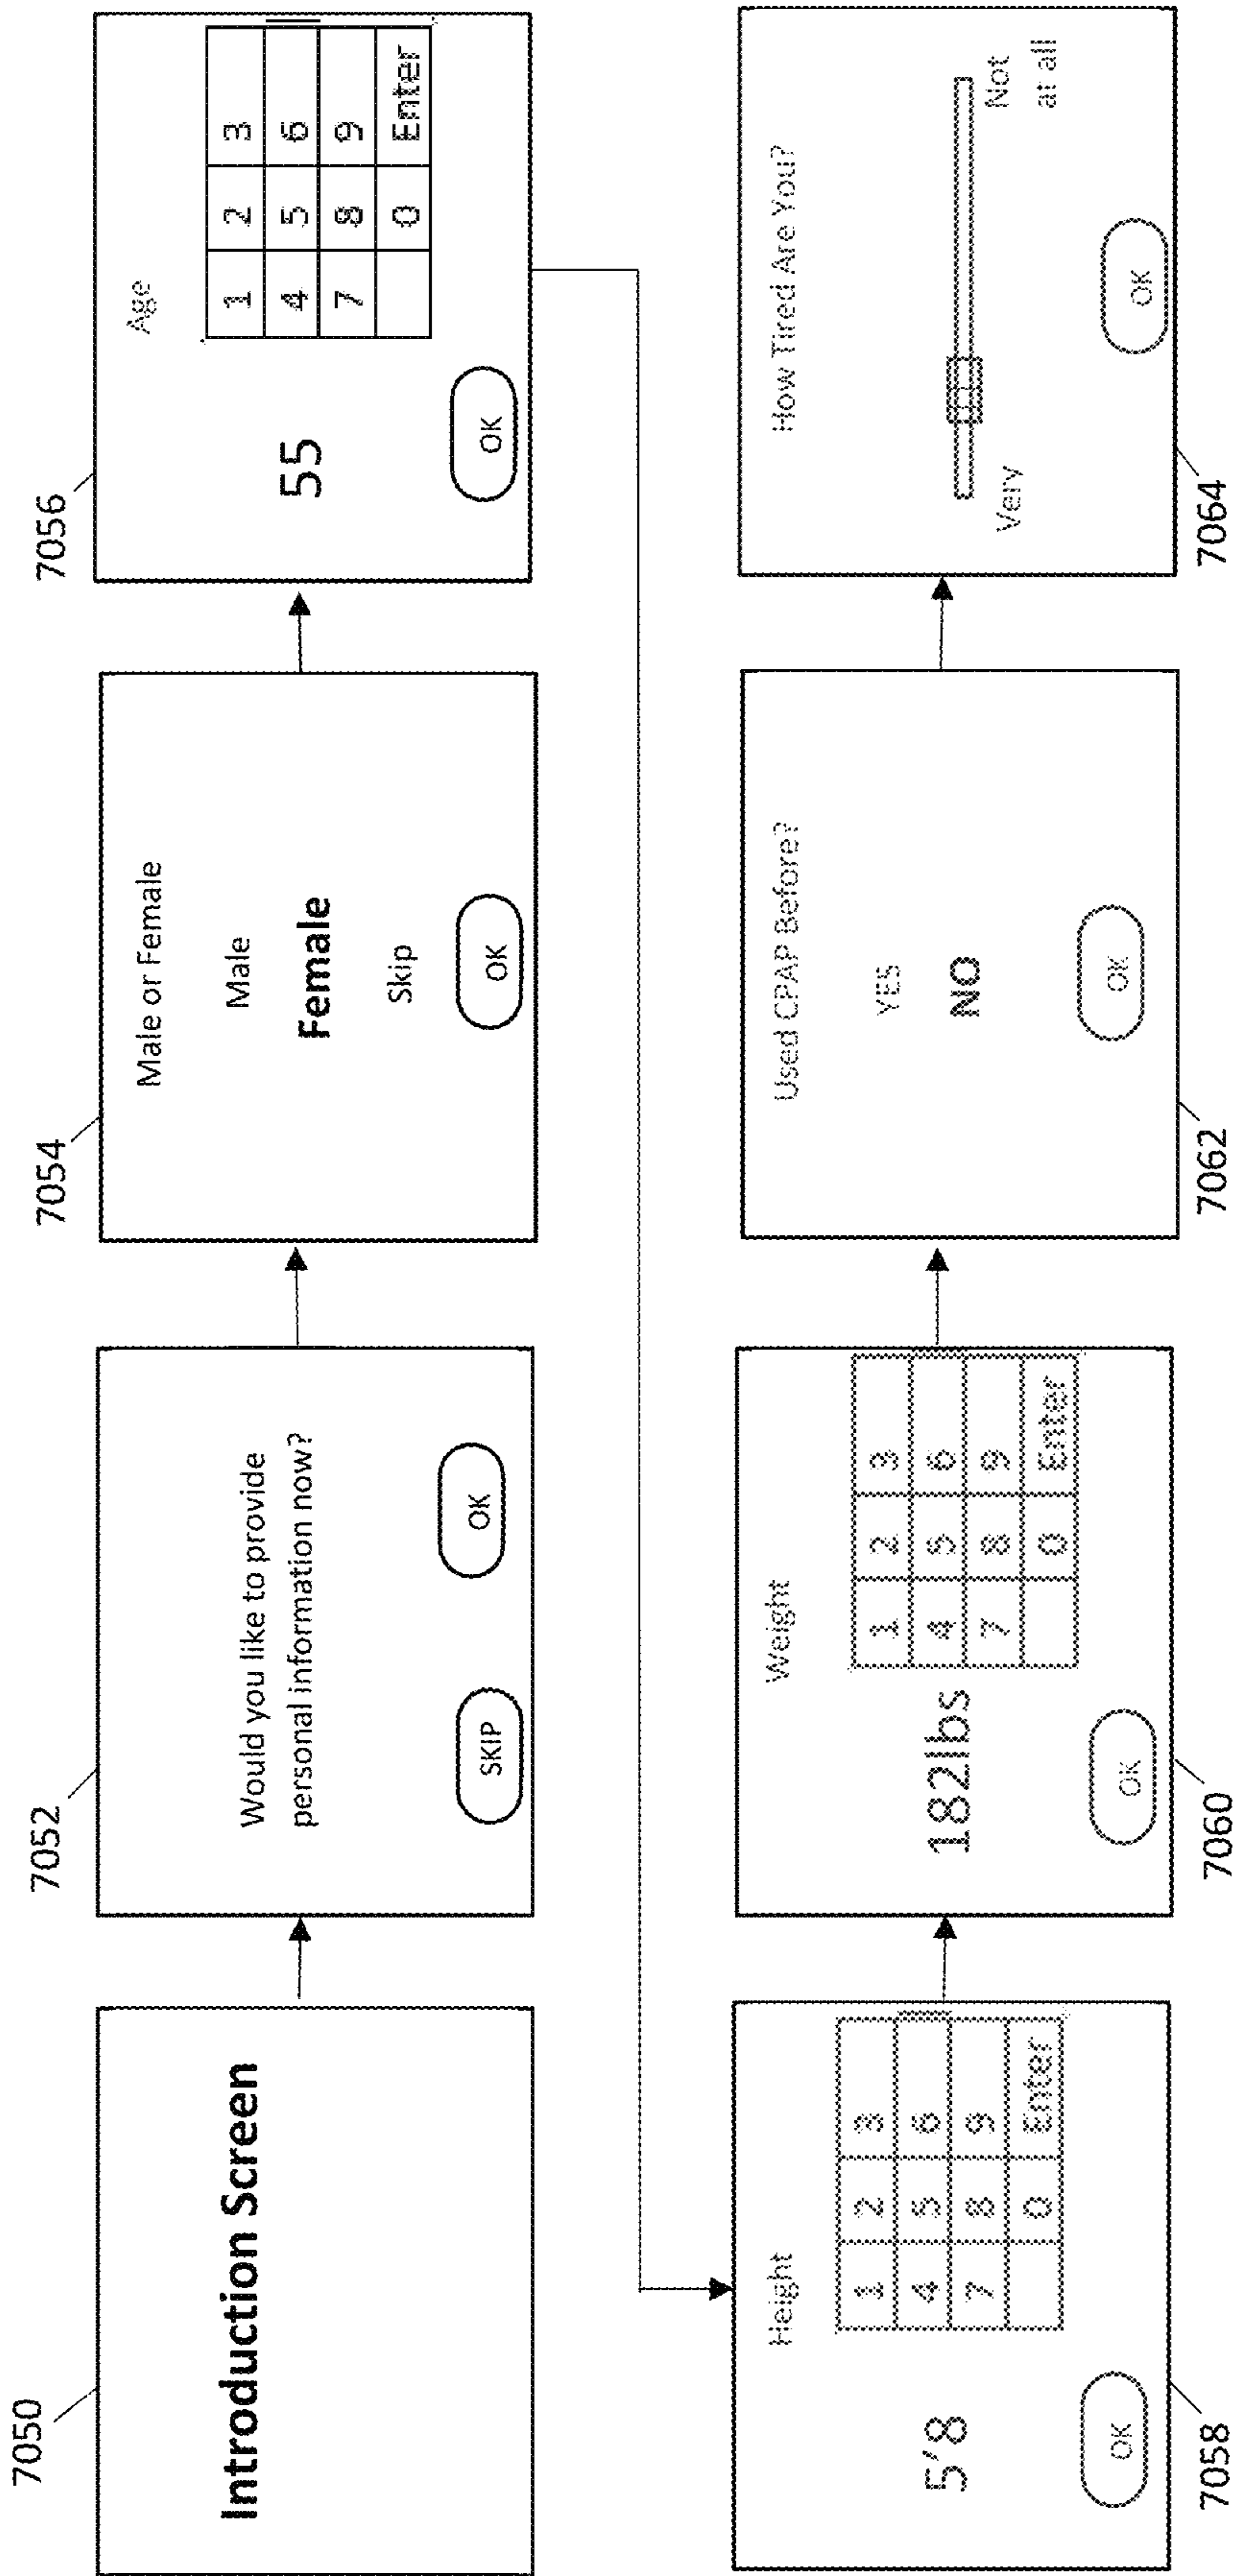 7050
Introduction Screen
7052
Would you like to provide
personal information now?
SKIP
OK
7054
Male or Female
Male
Female
Skip
OK
7056
Age
55
1 2 3
4 5 6
7 8 9
0 Enter
OK
Height
5'8
1 2 3
4 5 6
7 8 9
0 Enter
OK
7058
Weight
182lbs
1 2 3
4 5 6
7 8 9
0 Enter
OK
7060
Used CPAP Before?
YES
NO
OK
7062
How Tired Are You?
Very
Not
at all
OK
7064